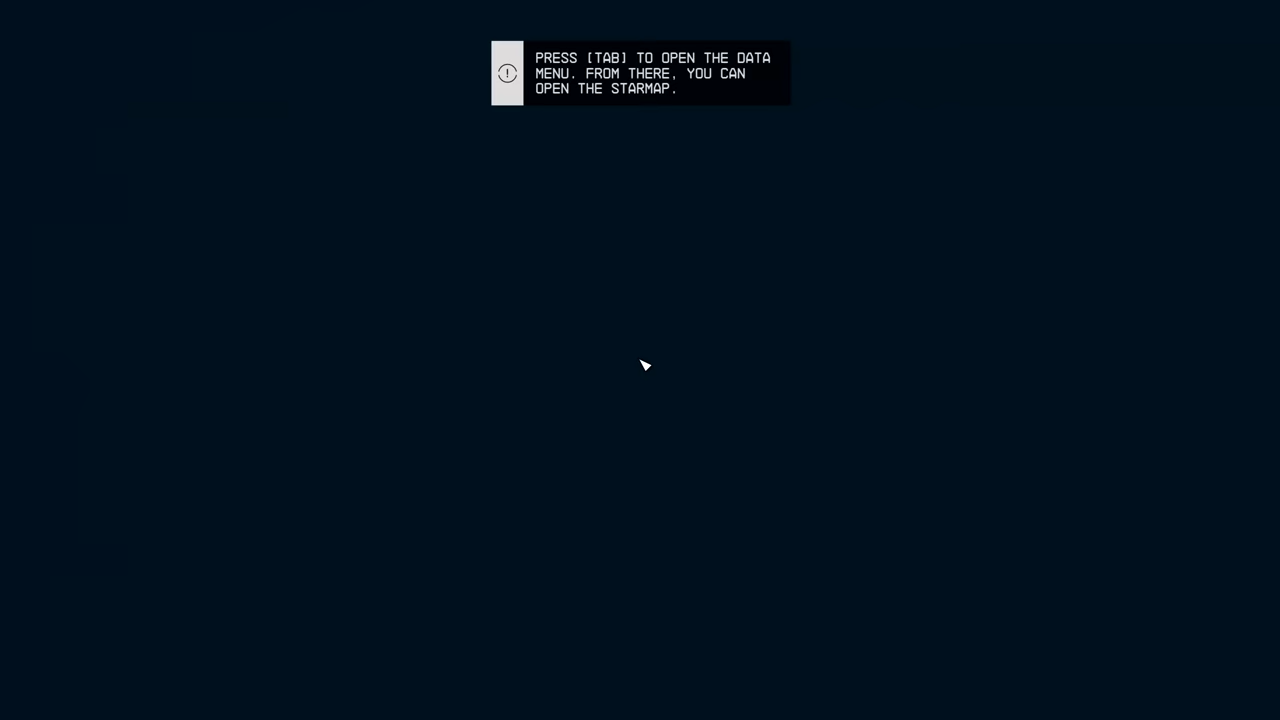 PRESS [TAB] TO OPEN THE DATA
MENU. FROM THERE, YOU CAN
OPEN THE STARMAP.